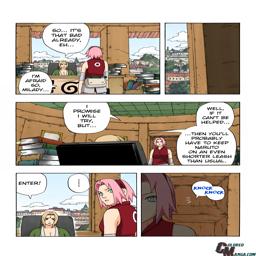 SO... IT'S
THAT BAD
ALREADY,
EH...
I'M
AFRAID
SO,
MILADY...
I
PROMISE
I WILL
TRY,
BUT...
WELL,
IF IT
CAN'T BE
HELPED...
...THEN YOU'LL
PROBABLY
HAVE TO KEEP
NARUTO
ON AN EVEN
SHORTER LEASH
THAN USUAL.
ENTER!
!
KNOCK
KNOCK
COLORED
MANGA.COM